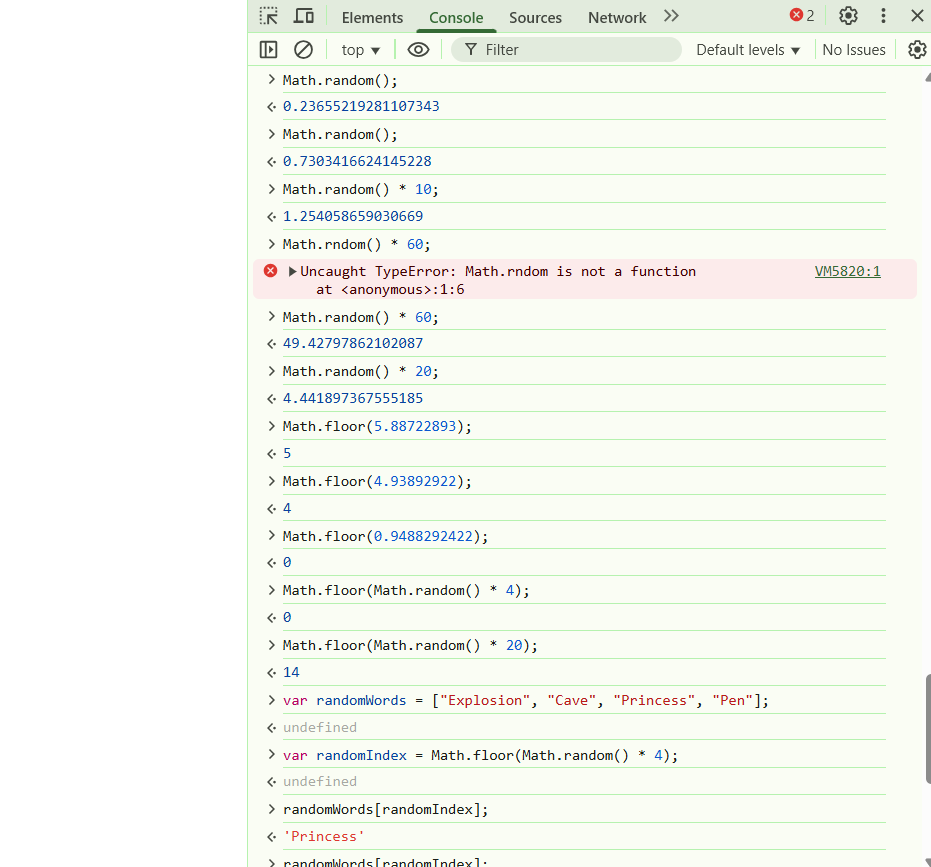 Elements Console Sources Network 2
top Filter Default levels No Issues
Math.random();
0.23655219281107343
Math.random();
0.7303416624145228
Math.random() * 10;
1.254058659030669
Math.rndom() * 60;
Uncaught TypeError: Math.rndom is not a function VM5820:1
at <anonymous>:1:6
Math.random() * 60;
49.42797862102087
Math.random() * 20;
4.441897367555185
Math.floor(5.88722893);
5
Math.floor(4.93892922);
4
Math.floor(0.9488292422);
0
Math.floor(Math.random() * 4);
0
Math.floor(Math.random() * 20);
14
var randomWords = ["Explosion", "Cave", "Princess", "Pen"];
undefined
var randomIndex = Math.floor(Math.random() * 4);
undefined
randomWords[randomIndex];
'Princess'
randomWords[randomIndex];